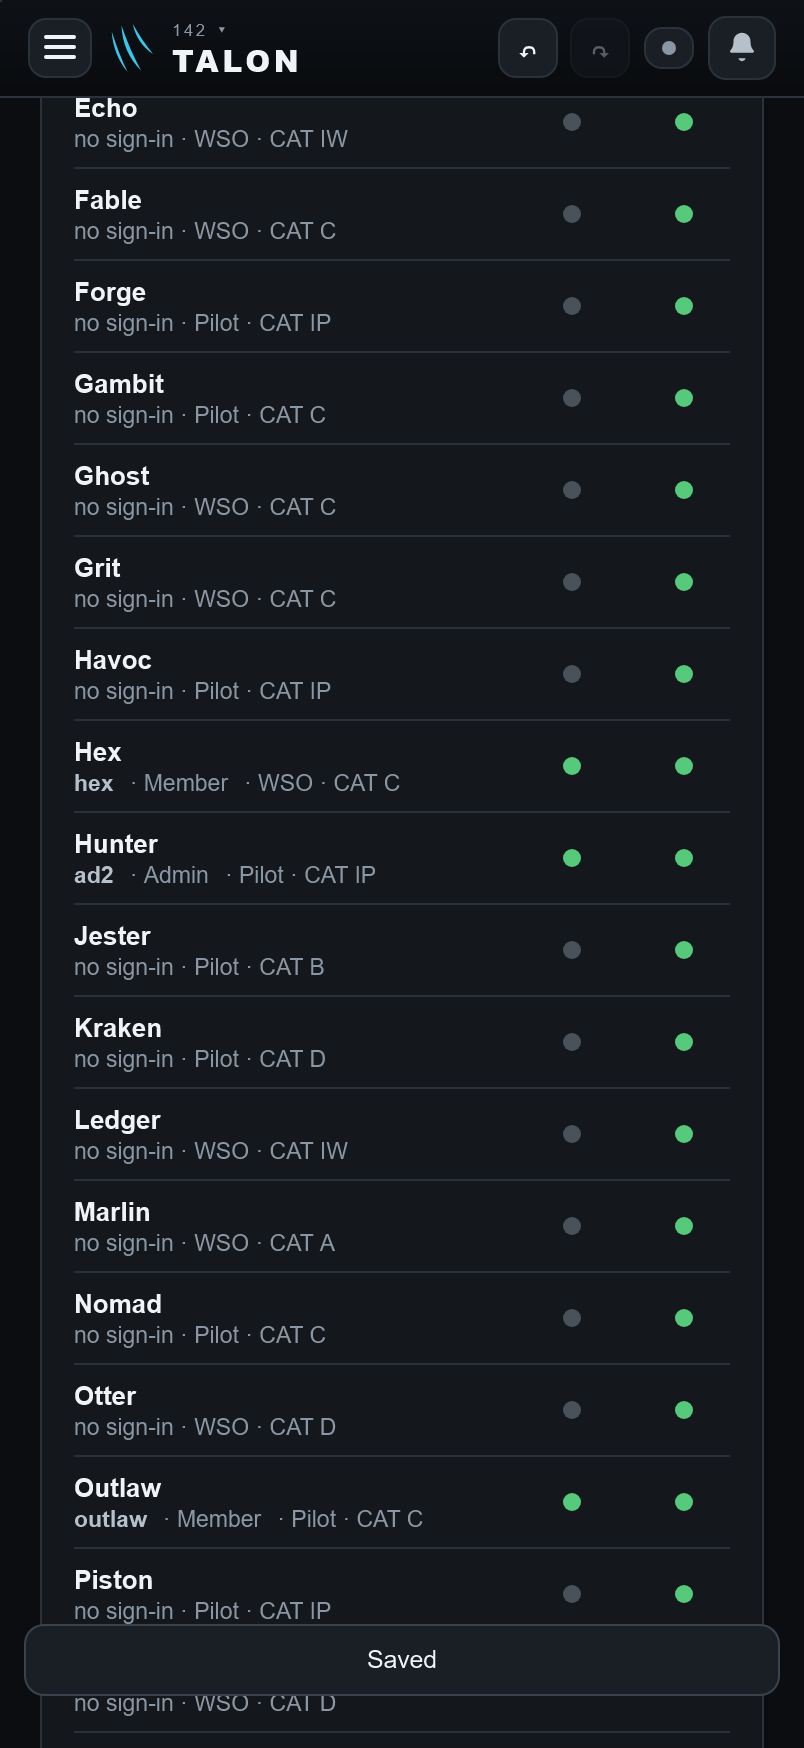 142 ▾
TALON
Echo
no sign-in · WSO · CAT IW
Fable
no sign-in · WSO · CAT C
Forge
no sign-in · Pilot · CAT IP
Gambit
no sign-in · Pilot · CAT C
Ghost
no sign-in · WSO · CAT C
Grit
no sign-in · WSO · CAT C
Havoc
no sign-in · Pilot · CAT IP
Hex
hex · Member · WSO · CAT C
Hunter
ad2 · Admin · Pilot · CAT IP
Jester
no sign-in · Pilot · CAT B
Kraken
no sign-in · Pilot · CAT D
Ledger
no sign-in · WSO · CAT IW
Marlin
no sign-in · WSO · CAT A
Nomad
no sign-in · Pilot · CAT C
Otter
no sign-in · WSO · CAT D
Outlaw
outlaw · Member · Pilot · CAT C
Piston
no sign-in · Pilot · CAT IP
Saved
no sign-in · WSO · CAT D